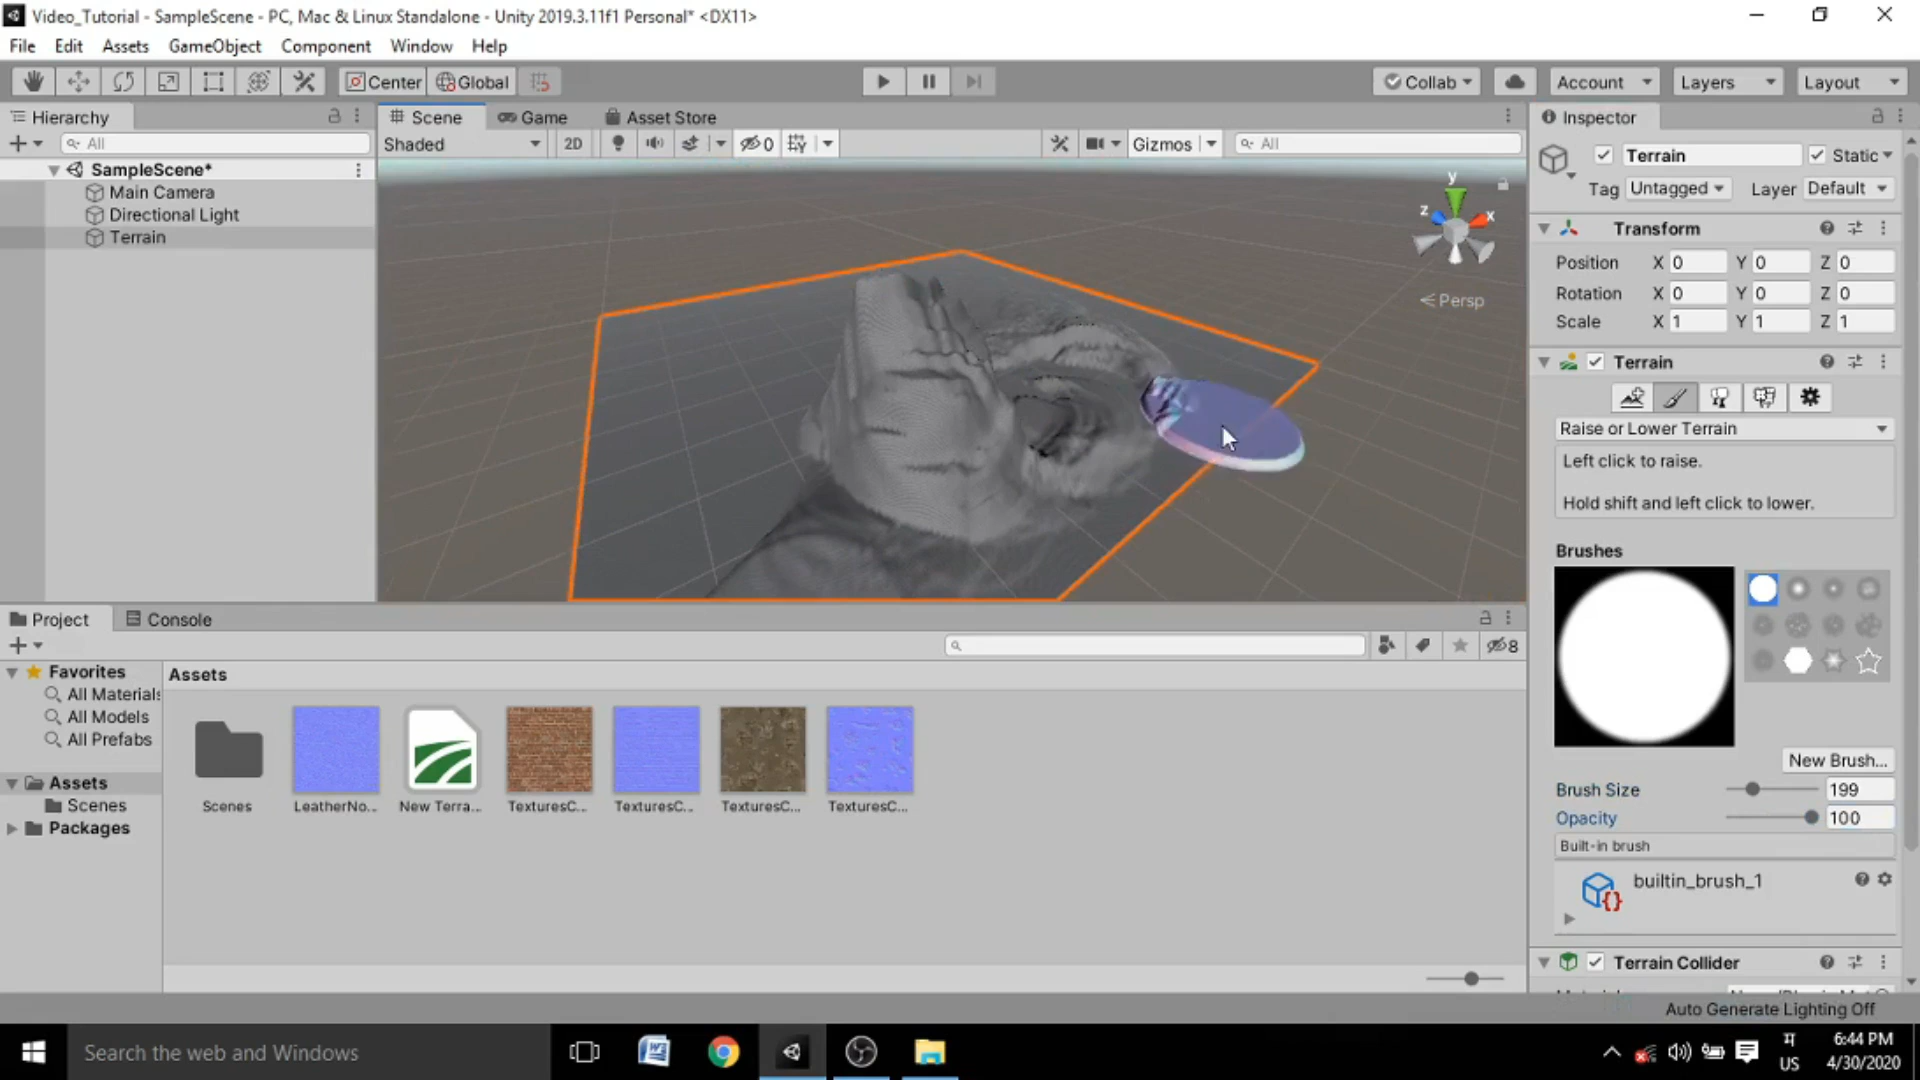 Video_Tutorial - SampleScene - PC, Mac & Linux Standalone - Unity 2019.3.11f1 Personal* <DX11>
File Edit Assets GameObject Component Window Help
Center Global Collab Account Layers Layout
Hierarchy
All
SampleScene*
Main Camera
Directional Light
Terrain
Scene Game Asset Store
Shaded 2D 0 Gizmos All
y
z x
Persp
Inspector
Terrain Static
Tag Untagged Layer Default
Transform
Position X 0 Y 0 Z 0
Rotation X 0 Y 0 Z 0
Scale X 1 Y 1 Z 1
Terrain
Raise or Lower Terrain
Left click to raise.
Hold shift and left click to lower.
Brushes
New Brush...
Brush Size 199
Opacity 100
Built-in brush
builtin_brush_1
Terrain Collider
Project Console
8
Favorites
All Materials
All Models
All Prefabs
Assets
Scenes
Packages
Assets
Scenes LeatherNo... New Terra... TexturesC... TexturesC... TexturesC... TexturesC...
Auto Generate Lighting Off
Search the web and Windows
US
6:44 PM
4/30/2020